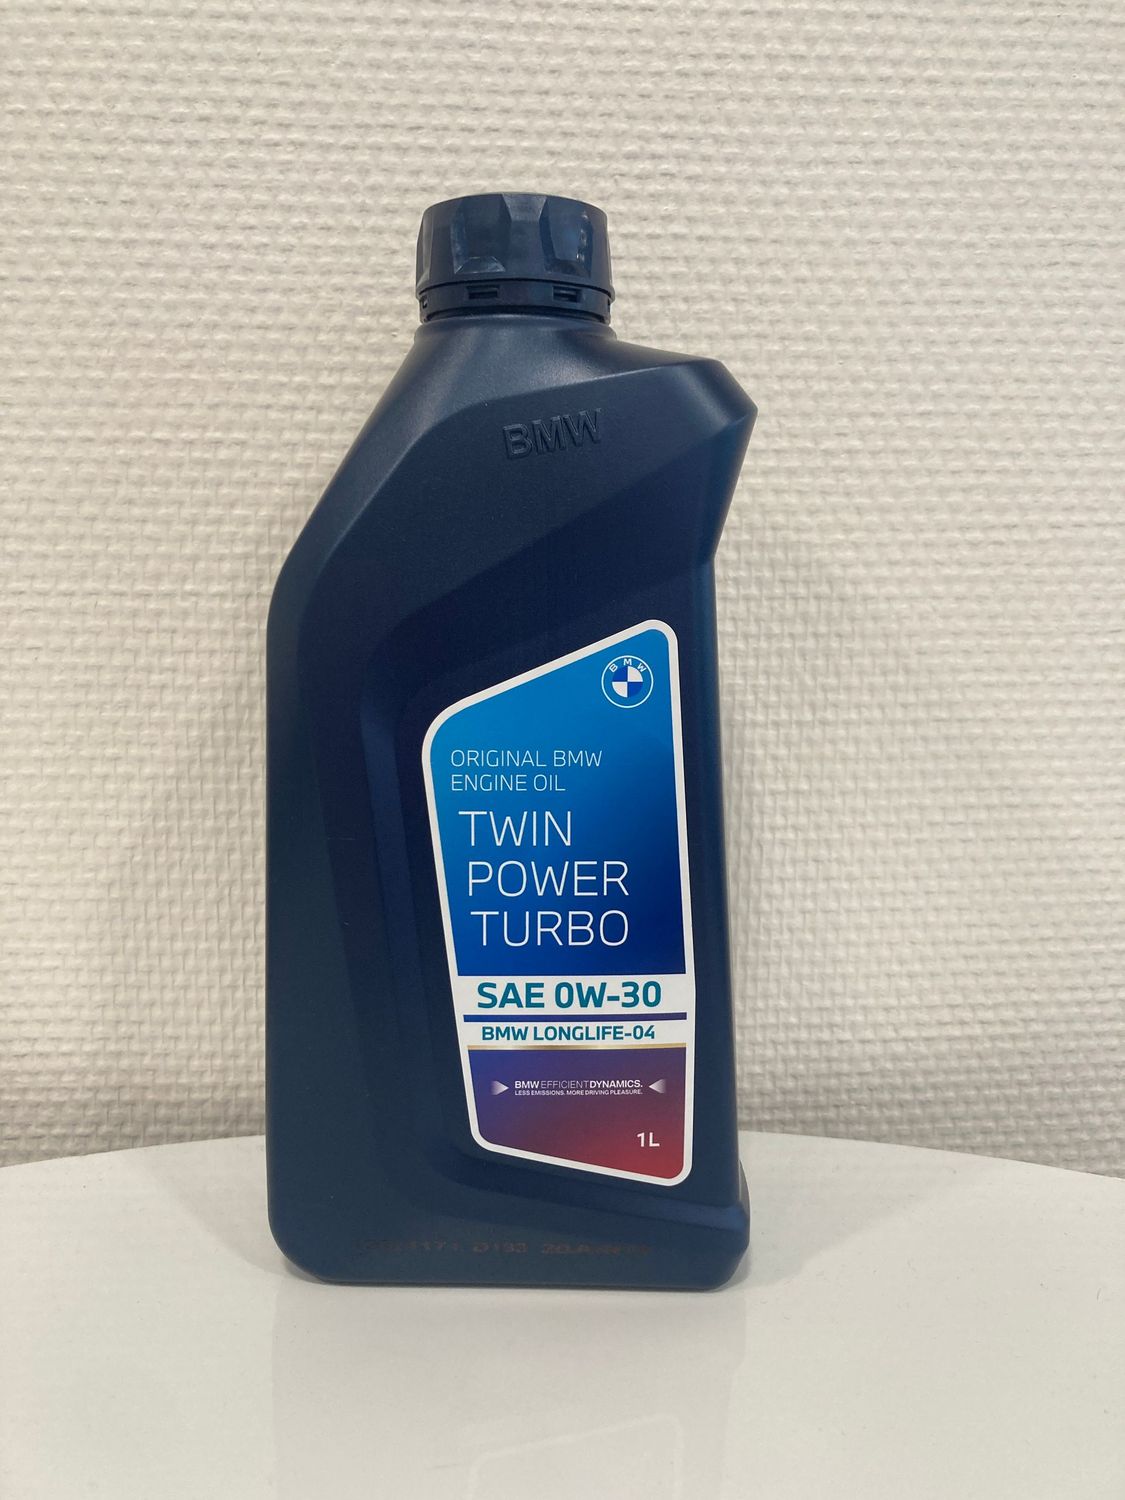 BMW
BMW
ORIGINAL BMW
ENGINE OIL
TWIN
POWER
TURBO
SAE 0W-30
BMW LONGLIFE-04
BMW EFFICIENTDYNAMICS.
LESS EMISSIONS. MORE DRIVING PLEASURE.
1L